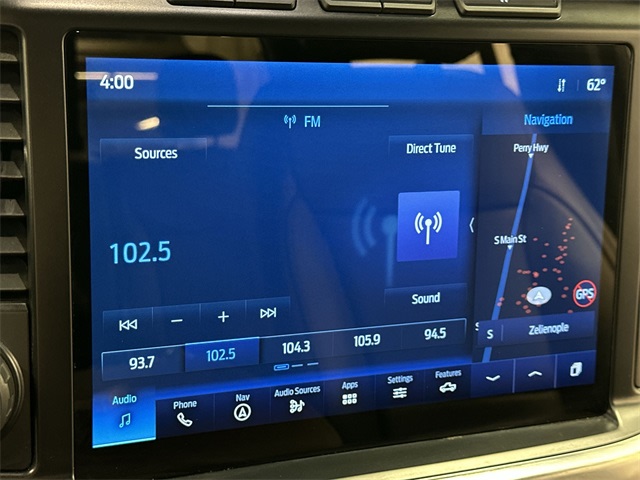 4:00
62°
FM
Navigation
Sources
Direct Tune
Perry Hwy
S Main St
102.5
GPS
Sound
S
S
Zelienople
93.7
102.5
104.3
105.9
94.5
Audio
Phone
Nav
Audio Sources
Apps
Settings
Features